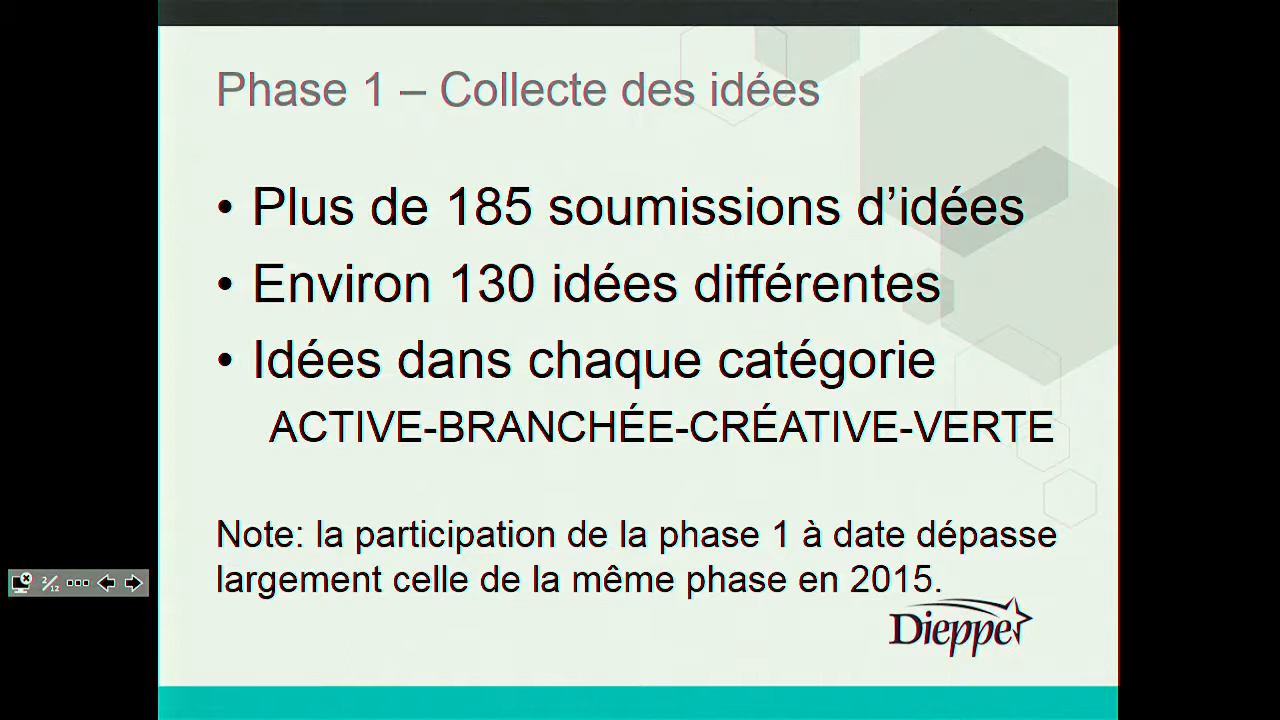 Phase 1 – Collecte des idées
• Plus de 185 soumissions d’idées
• Environ 130 idées différentes
• Idées dans chaque catégorie
ACTIVE-BRANCHÉE-CRÉATIVE-VERTE
Note: la participation de la phase 1 à date dépasse
largement celle de la même phase en 2015.
2/12
Dieppe